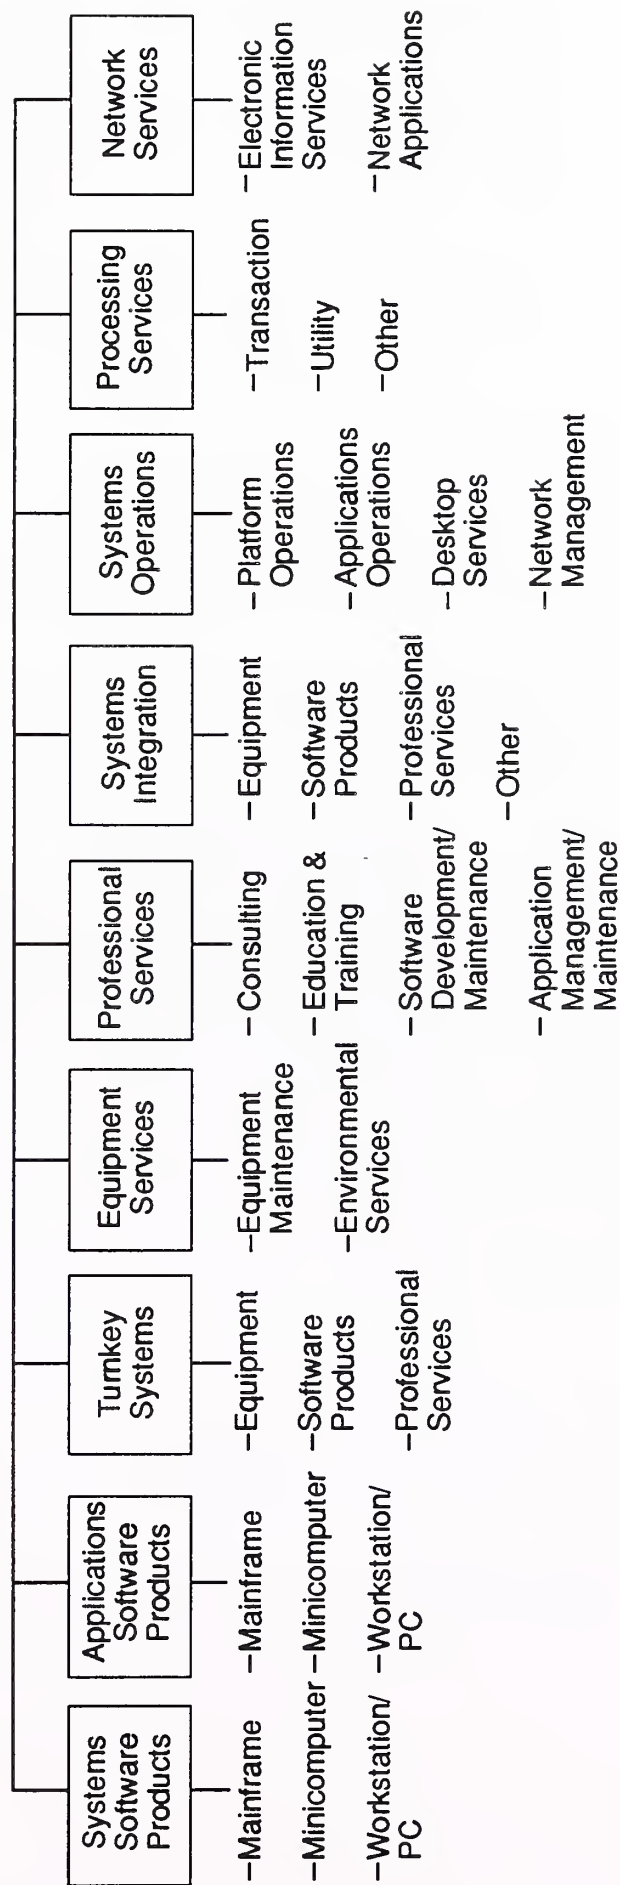 Systems
Software
Products
–Mainframe
–Minicomputer
–Workstation/
PC
Applications
Software
Products
–Mainframe
–Minicomputer
–Workstation/
PC
Turnkey
Systems
–Equipment
–Software
Products
–Professional
Services
Equipment
Services
–Equipment
Maintenance
–Environmental
Services
Professional
Services
–Consulting
–Education &
Training
–Software
Development/
Maintenance
–Application
Management/
Maintenance
Systems
Integration
–Equipment
–Software
Products
–Professional
Services
–Other
Systems
Operations
–Platform
Operations
–Applications
Operations
–Desktop
Services
–Network
Management
Processing
Services
–Transaction
–Utility
–Other
Network
Services
–Electronic
Information
Services
–Network
Applications